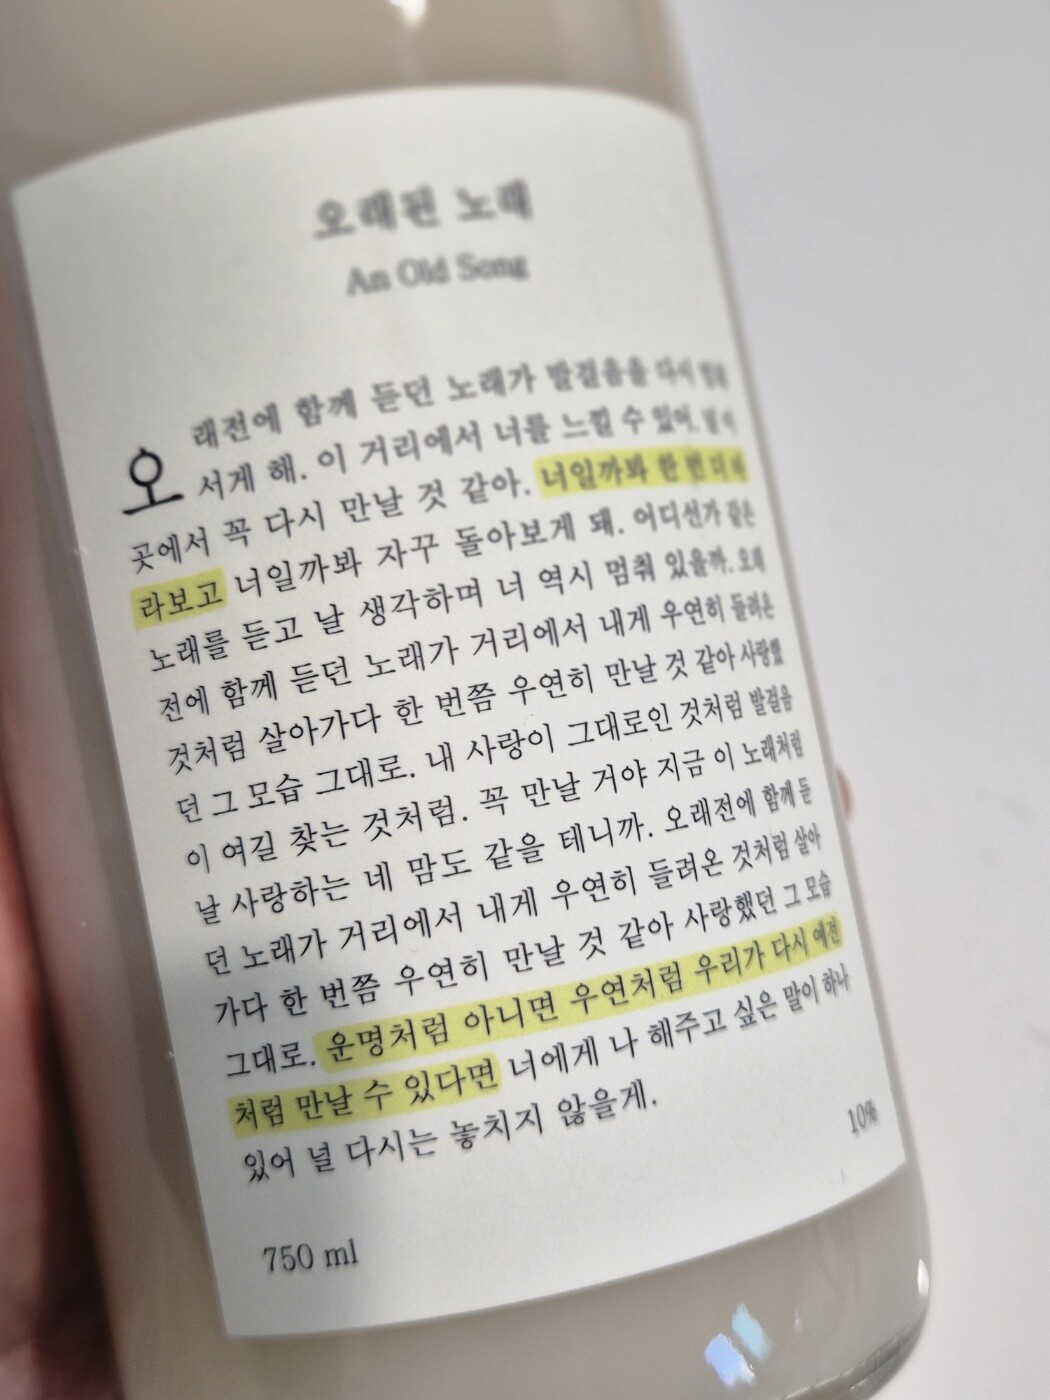 오래된 노래
An Old Song
오래전에 함께 듣던 노래가 발걸음을 다시 멈춰
서게 해. 이 거리에서 너를 느낄 수 있어. 널 이
곳에서 꼭 다시 만날 것 같아. 너일까봐 한 번 더 바
라보고 너일까봐 자꾸 돌아보게 돼. 어디선가 같은
노래를 듣고 날 생각하며 너 역시 멈춰 있을까. 오래
전에 함께 듣던 노래가 거리에서 내게 우연히 들려온
것처럼 살아가다 한 번쯤 우연히 만날 것 같아 사랑했
던 그 모습 그대로. 내 사랑이 그대로인 것처럼 발걸음
이 여길 찾는 것처럼. 꼭 만날 거야 지금 이 노래처럼
날 사랑하는 네 맘도 같을 테니까. 오래전에 함께 듣
던 노래가 거리에서 내게 우연히 들려온 것처럼 살아
가다 한 번쯤 우연히 만날 것 같아 사랑했던 그 모습
그대로. 운명처럼 아니면 우연처럼 우리가 다시 예전
처럼 만날 수 있다면 너에게 나 해주고 싶은 말이 하나
있어 널 다시는 놓치지 않을게.
10%
750 ml